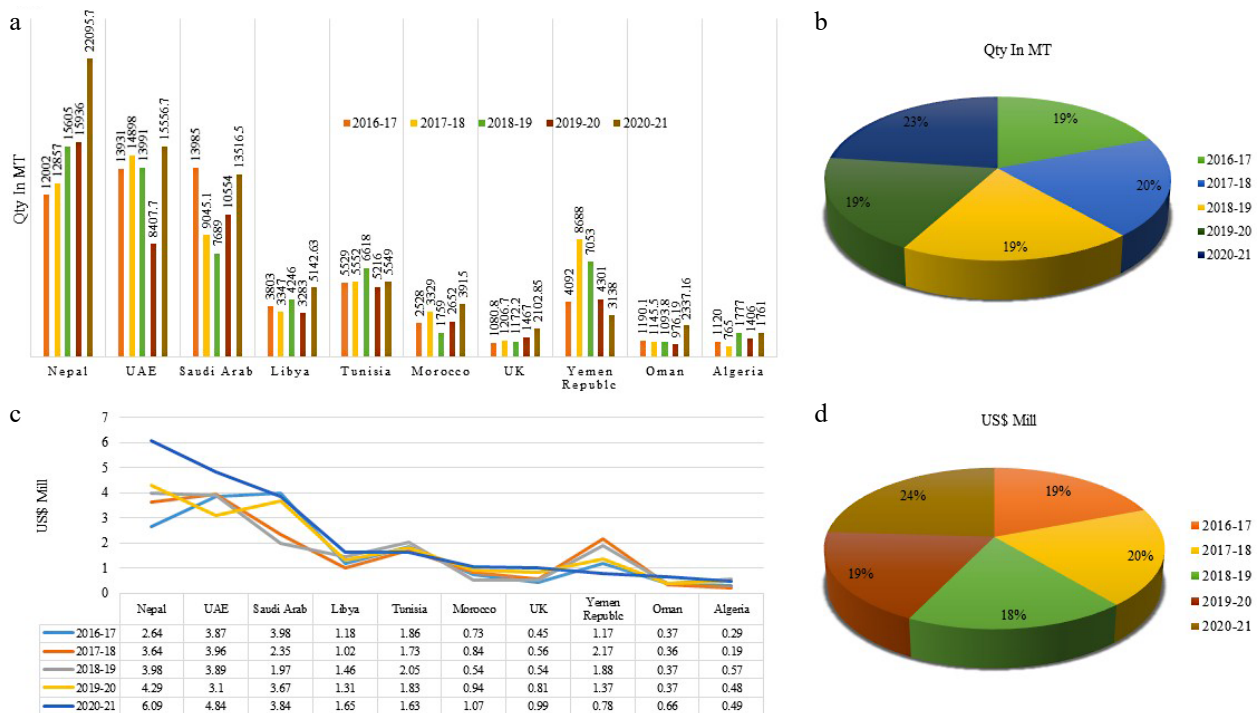 a
Qty In MT
2016-17 2017-18 2018-19 2019-20 2020-21
12002 12857 15605 15936 22095.7
13931 14898 13991 8407.7 15556.7
13985 9045.1 7689 10554 13516.5
3803 3347 4246 3283 5142.63
5529 5552 6618 5216 5549
2528 3329 1759 2652 3915
1080.8 1206.7 1172.2 1467 2102.85
4092 8688 7053 4301 3138
1190.1 1145.5 1093.8 976.19 2337.16
1120 765 1777 1406 1761
Nepal UAE Saudi Arab Libya Tunisia Morocco UK Yemen Republc Oman Algeria
b
Qty In MT
19%
20%
19%
19%
23%
2016-17
2017-18
2018-19
2019-20
2020-21
c
US$ Mill
7
6
5
4
3
2
1
0
Nepal UAE Saudi Arab Libya Tunisia Morocco UK Yemen Republc Oman Algeria
2016-17 2.64 3.87 3.98 1.18 1.86 0.73 0.45 1.17 0.37 0.29
2017-18 3.64 3.96 2.35 1.02 1.73 0.84 0.56 2.17 0.36 0.19
2018-19 3.98 3.89 1.97 1.46 2.05 0.54 0.54 1.88 0.37 0.57
2019-20 4.29 3.1 3.67 1.31 1.83 0.94 0.81 1.37 0.37 0.48
2020-21 6.09 4.84 3.84 1.65 1.63 1.07 0.99 0.78 0.66 0.49
d
US$ Mill
19%
20%
18%
19%
24%
2016-17
2017-18
2018-19
2019-20
2020-21